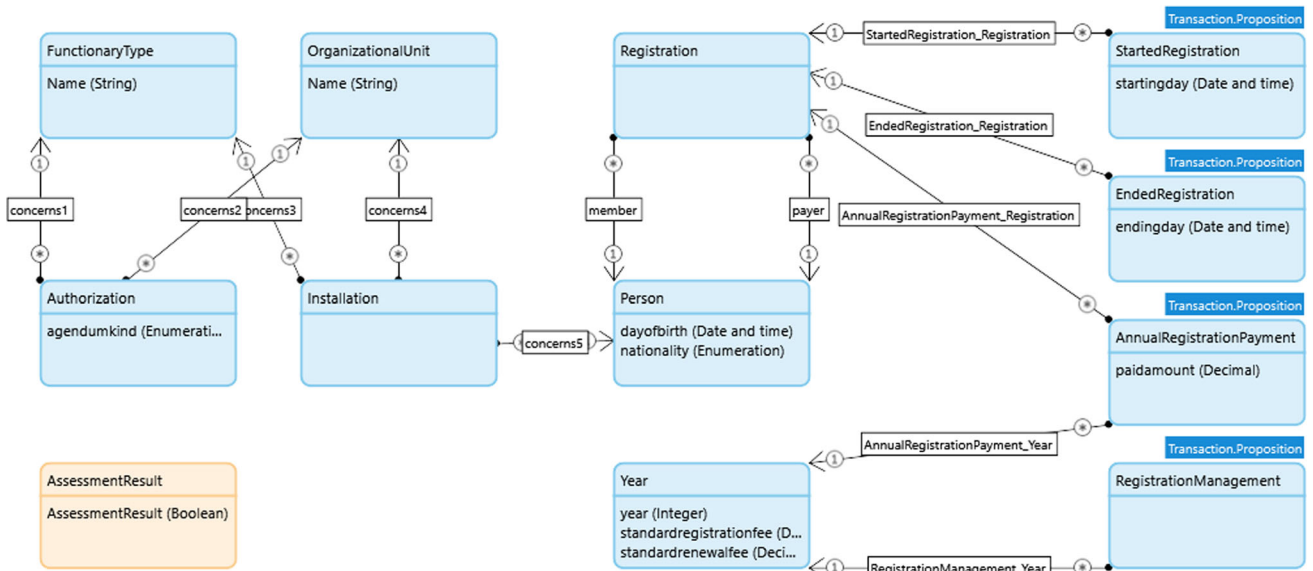 Transaction.Proposition
FunctionaryType
Name (String)
OrganizationalUnit
Name (String)
Registration
StartedRegistration_Registration
StartedRegistration
startingday (Date and time)
1
*
EndedRegistration_Registration
1
*
Transaction.Proposition
EndedRegistration
endingday (Date and time)
AnnualRegistrationPayment_Registration
1
*
1
1
1
1
concerns1
concerns2
concerns3
concerns4
*
*
*
*
member
payer
*
*
1
1
Authorization
agendumkind (Enumerati...
Installation
concerns5
Person
dayofbirth (Date and time)
nationality (Enumeration)
Transaction.Proposition
AnnualRegistrationPayment
paidamount (Decimal)
AnnualRegistrationPayment_Year
1
*
AssessmentResult
AssessmentResult (Boolean)
Year
year (Integer)
standardregistrationfee (D...
standardrenewalfee (Deci...
Transaction.Proposition
RegistrationManagement
RegistrationManagement_Year
1
*